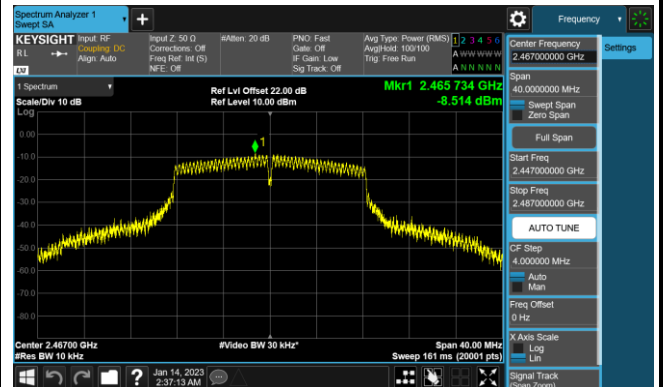 Spectrum Analyzer 1
Swept SA
Frequency
KEYSIGHT
RL
LXI
Input: RF
Coupling: DC
Align: Auto
Input Z: 50 Ω
Corrections: Off
Freq Ref: Int (S)
NFE: Off
#Atten: 20 dB
PNO: Fast
Gate: Off
IF Gain: Low
Sig Track: Off
Avg Type: Power (RMS)
Avg|Hold: 100/100
Trig: Free Run
1 2 3 4 5 6
A W W W W W
A N N N N N
1 Spectrum
Scale/Div 10 dB
Log
Ref Lvl Offset 22.00 dB
Ref Level 10.00 dBm
Mkr1 2.465 734 GHz
-8.514 dBm
1
0.00
-10.0
-20.0
-30.0
-40.0
-50.0
-60.0
-70.0
-80.0
Center 2.46700 GHz
#Res BW 10 kHz
#Video BW 30 kHz*
Span 40.00 MHz
Sweep 161 ms (20001 pts)
Jan 14, 2023
2:37:13 AM
Center Frequency
2.467000000 GHz
Span
40.0000000 MHz
Swept Span
Zero Span
Full Span
Start Freq
2.447000000 GHz
Stop Freq
2.487000000 GHz
AUTO TUNE
CF Step
4.000000 MHz
Auto
Man
Freq Offset
0 Hz
X Axis Scale
Log
Lin
Signal Track
(Span Zoom)
Settings